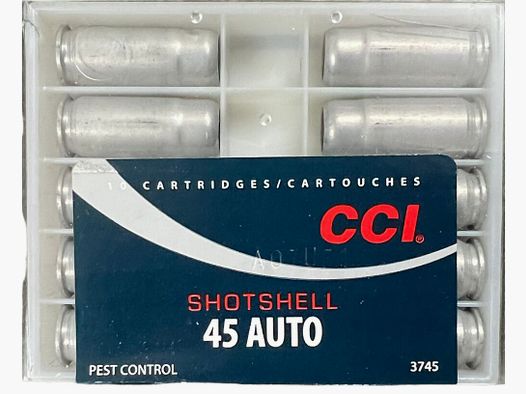 10 CARTRIDGES/CARTOUCHES
CCI®
SHOTSHELL
45 AUTO
PEST CONTROL 3745